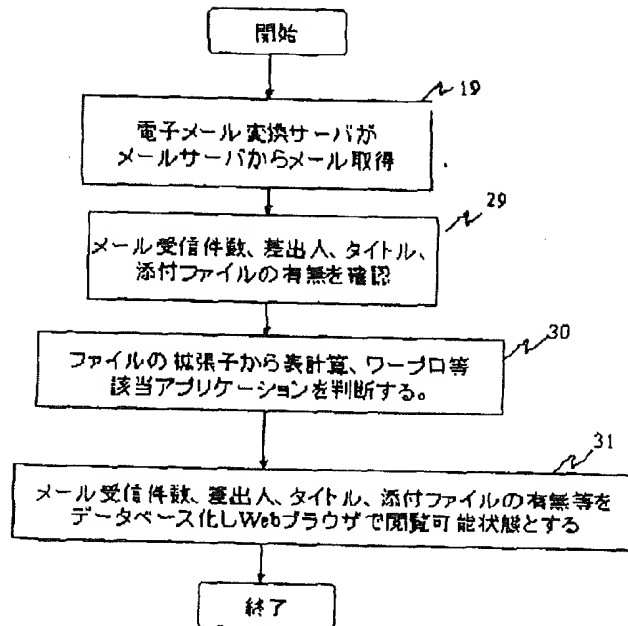 開始
19
電子メール変換サーバが
メールサーバからメール取得
29
メール受信件数、差出人、タイトル、
添付ファイルの有無を確認
30
ファイルの拡張子から表計算、ワープロ等
該当アプリケーションを判断する。
31
メール受信件数、差出人、タイトル、添付ファイルの有無等を
データベース化しWebブラウザで閲覧可能状態とする
終了